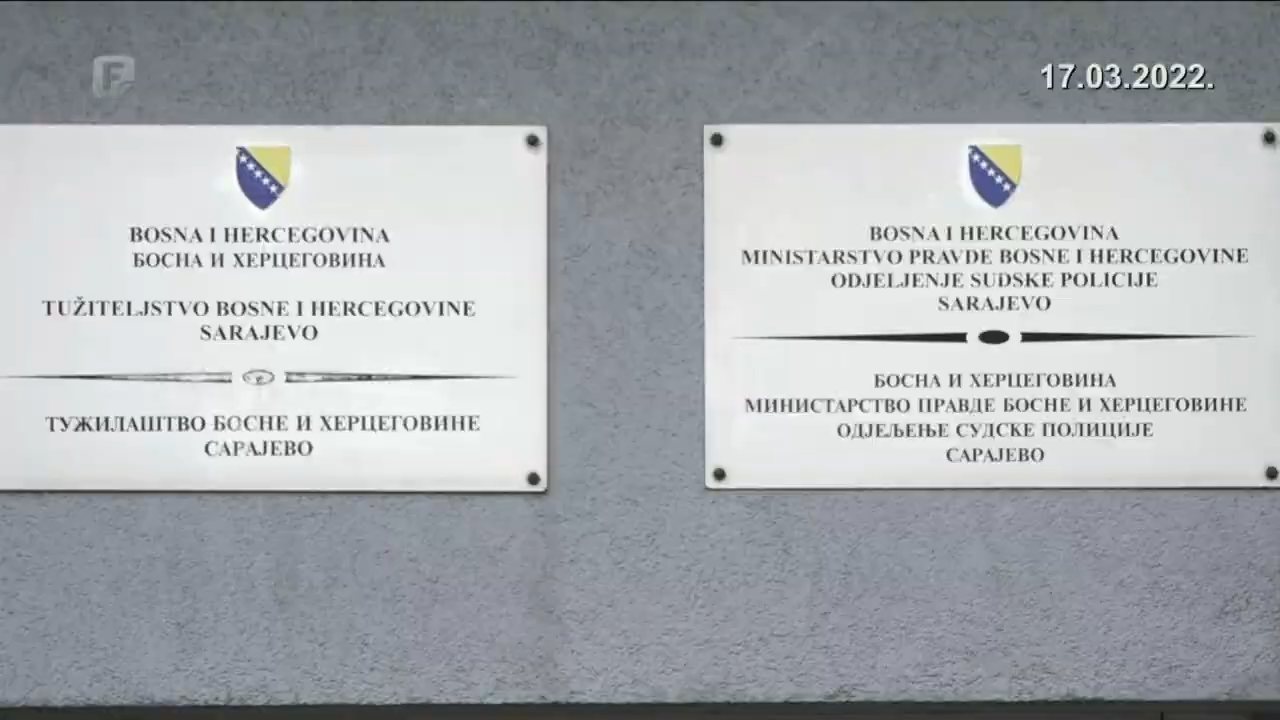 17.03.2022.
BOSNA I HERCEGOVINA
БОСНА И ХЕРЦЕГОВИНА
TUŽITELJSTVO BOSNE I HERCEGOVINE
SARAJEVO
ТУЖИЛАШТВО БОСНЕ И ХЕРЦЕГОВИНЕ
САРАЈЕВО
BOSNA I HERCEGOVINA
MINISTARSTVO PRAVDE BOSNE I HERCEGOVINE
ODJELJENJE SUDSKE POLICIJE
SARAJEVO
БОСНА И ХЕРЦЕГОВИНА
МИНИСТАРСТВО ПРАВДЕ БОСНЕ И ХЕРЦЕГОВИНЕ
ОДЈЕЉЕЊЕ СУДСКЕ ПОЛИЦИЈЕ
САРАЈЕВО